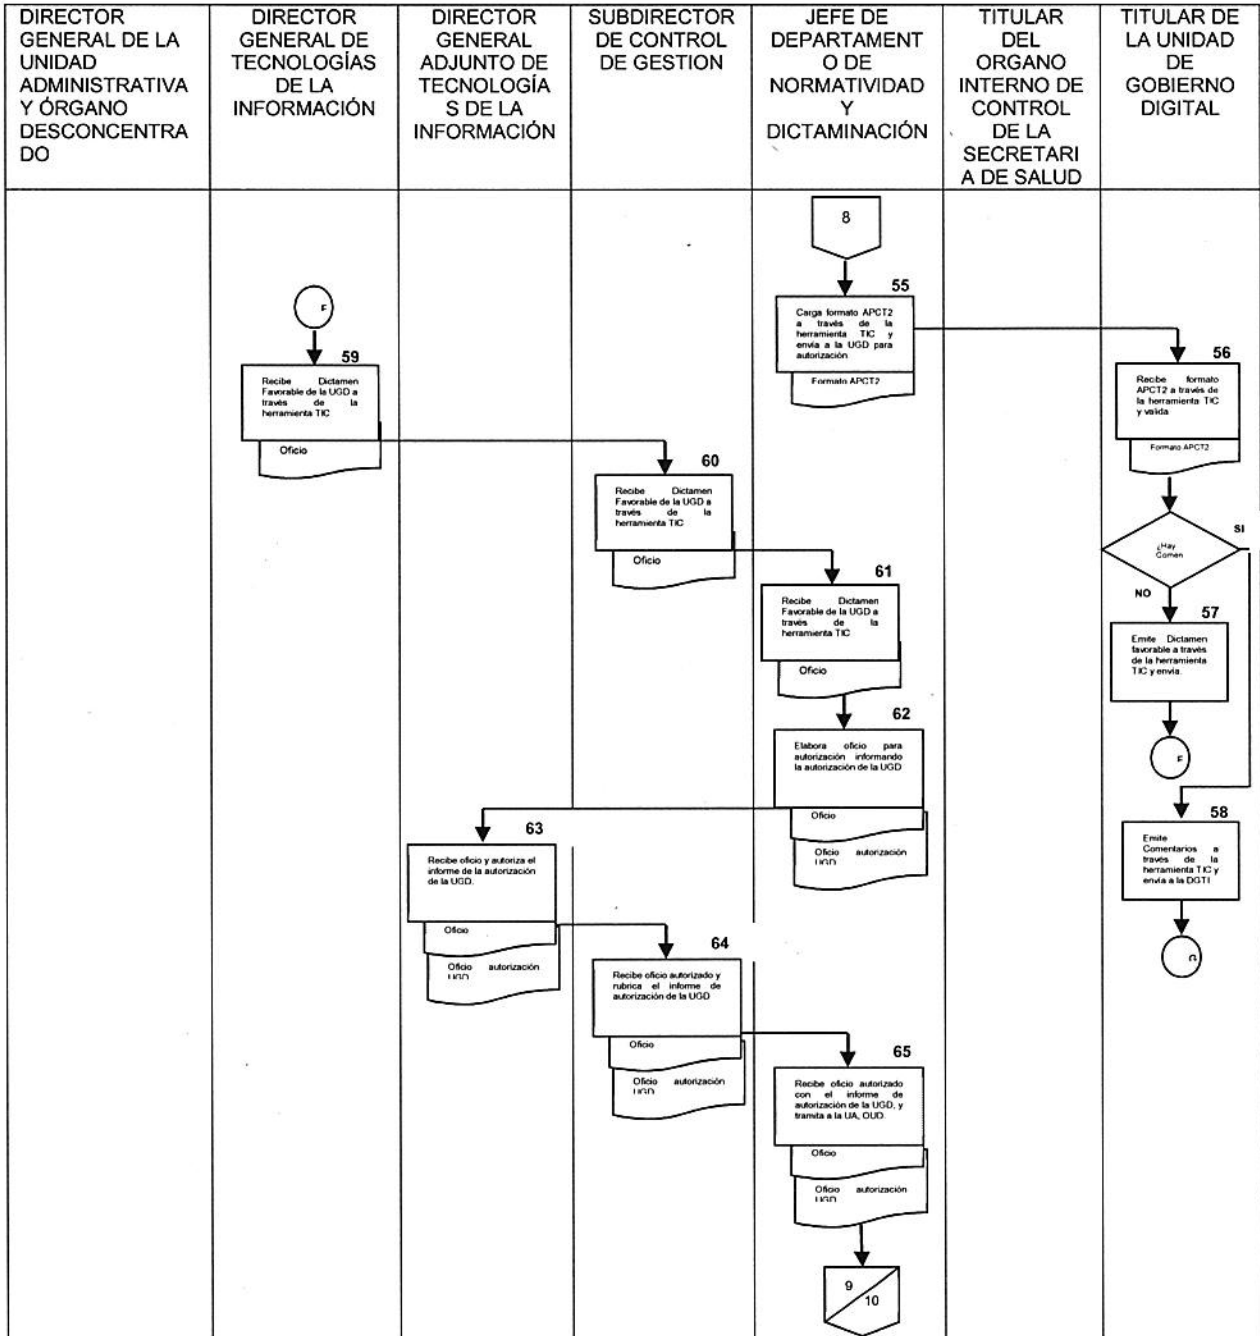 DIRECTOR
GENERAL DE LA
UNIDAD
ADMINISTRATIVA
Y ÓRGANO
DESCONCENTRA
DO
DIRECTOR
GENERAL DE
TECNOLOGÍAS
DE LA
INFORMACIÓN
DIRECTOR
GENERAL
ADJUNTO DE
TECNOLOGÍA
S DE LA
INFORMACIÓN
SUBDIRECTOR
DE CONTROL
DE GESTION
JEFE DE
DEPARTAMENT
O DE
NORMATIVIDAD
Y
DICTAMINACIÓN
TITULAR
DEL
ORGANO
INTERNO DE
CONTROL
DE LA
SECRETARI
A DE SALUD
TITULAR DE
LA UNIDAD
DE
GOBIERNO
DIGITAL
8
55
Carga formato APCT2
a través de la
herramienta TIC y
envía a la UGD para
autorización
Formato APCT2
56
Recibe formato
APCT2 a través de
la herramienta TIC
y valida
Formato APCT2
¿Hay
Comen
SI
NO
57
Emite Dictamen
favorable a través
de la herramienta
TIC y envía.
F
58
Emite
Comentarios a
través de la
herramienta TIC y
envía a la DGTI
G
F
59
Recibe Dictamen
Favorable de la UGD a
través de la
herramienta TIC
Oficio
60
Recibe Dictamen
Favorable de la UGD a
través de la
herramienta TIC
Oficio
61
Recibe Dictamen
Favorable de la UGD a
través de la
herramienta TIC
Oficio
62
Elabora oficio para
autorización informando
la autorización de la UGD
Oficio
Oficio autorización
UGD
63
Recibe oficio y autoriza el
informe de la autorización
de la UGD.
Oficio
Oficio autorización
UGD
64
Recibe oficio autorizado y
rubrica el informe de
autorización de la UGD
Oficio
Oficio autorización
UGD
65
Recibe oficio autorizado
con el informe de
autorización de la UGD, y
tramita a la UA, OUD.
Oficio
Oficio autorización
UGD
9
10